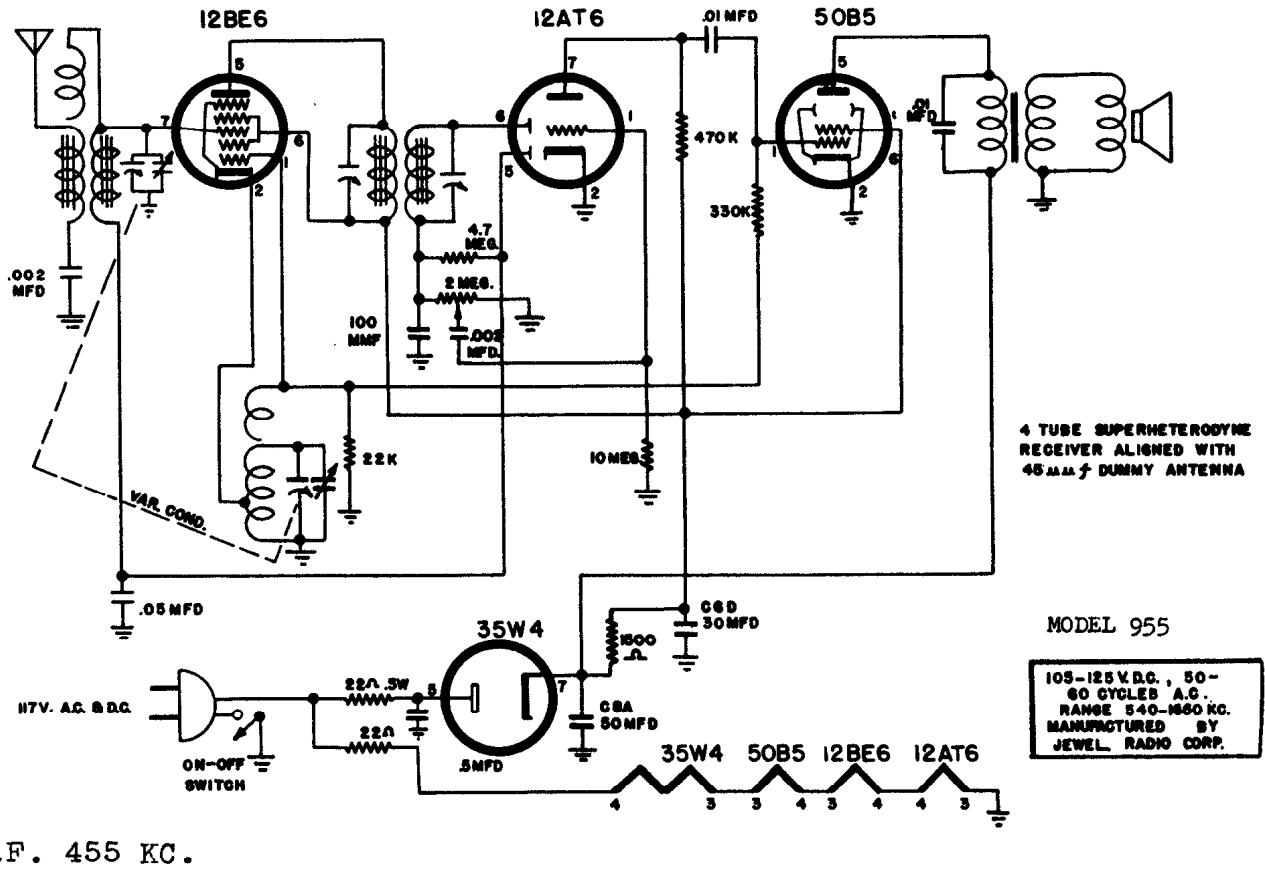 12BE6
12AT6
50B5
.01 MFD
5
7
6
1
2
7
6
5
1
2
5
1
6
2
.01
MFD
470K
330K
.002
MFD
4.7
MEG.
2 MEG.
100
MMF
.002
MFD.
22K
10 MEG.
VAR. COND.
4 TUBE SUPERHETERODYNE
RECEIVER ALIGNED WITH
45 μμf DUMMY ANTENNA
.05 MFD
35W4
C6D
30 MFD
1500
Ω
MODEL 955
105-125 V. D.C., 50-
60 CYCLES A.C.
RANGE 540-1660 KC.
MANUFACTURED BY
JEWEL RADIO CORP.
117V. A.C. & D.C.
22Ω .5W
5
7
22Ω
C8A
50 MFD
.5MFD
ON-OFF
SWITCH
35W4 50B5 12BE6 12AT6
4 3 3 4 3 4 4 3
.F. 455 KC.